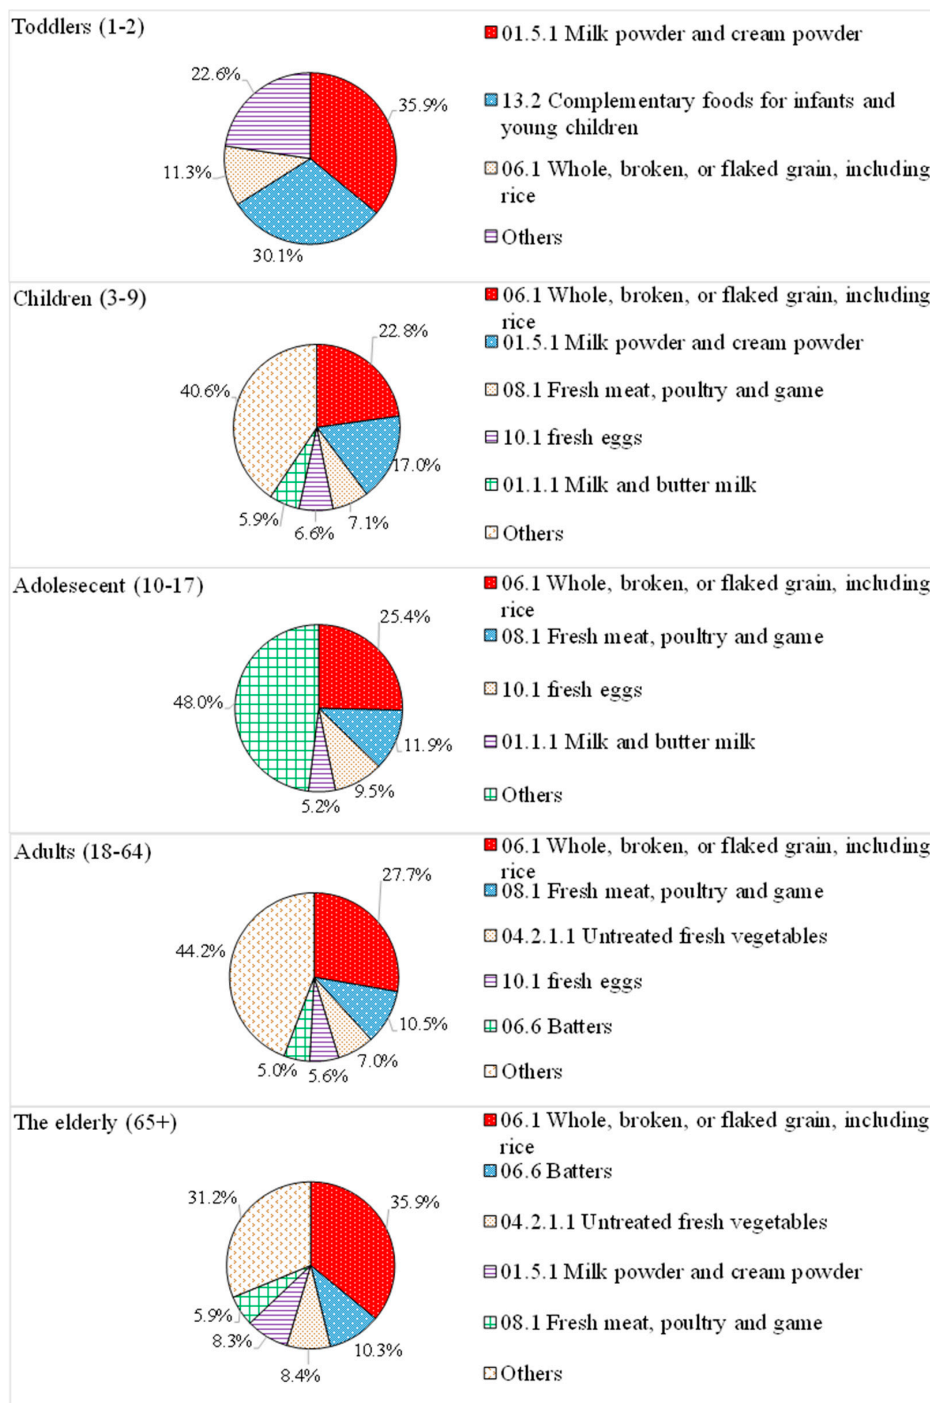 Toddlers (1-2)
01.5.1 Milk powder and cream powder
22.6%
35.9%
13.2 Complementary foods for infants and
young children
11.3%
06.1 Whole, broken, or flaked grain, including
rice
Others
30.1%
Children (3-9)
06.1 Whole, broken, or flaked grain, including
rice
22.8%
01.5.1 Milk powder and cream powder
40.6%
08.1 Fresh meat, poultry and game
10.1 fresh eggs
17.0%
01.1.1 Milk and butter milk
5.9%
6.6%
7.1%
Others
Adolesecent (10-17)
06.1 Whole, broken, or flaked grain, including
rice
25.4%
08.1 Fresh meat, poultry and game
48.0%
10.1 fresh eggs
11.9%
01.1.1 Milk and butter milk
9.5%
5.2%
Others
Adults (18-64)
06.1 Whole, broken, or flaked grain, including
rice
27.7%
08.1 Fresh meat, poultry and game
44.2%
04.2.1.1 Untreated fresh vegetables
10.1 fresh eggs
10.5%
06.6 Batters
5.0%
5.6%
7.0%
Others
The elderly (65+)
06.1 Whole, broken, or flaked grain, including
rice
06.6 Batters
31.2%
35.9%
04.2.1.1 Untreated fresh vegetables
01.5.1 Milk powder and cream powder
5.9%
08.1 Fresh meat, poultry and game
8.3%
10.3%
8.4%
Others